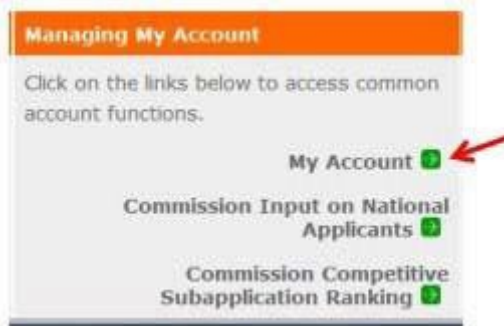 Managing My Account
Click on the links below to access common
account functions.
My Account
Commission Input on National
Applicants
Commission Competitive
Subapplication Ranking